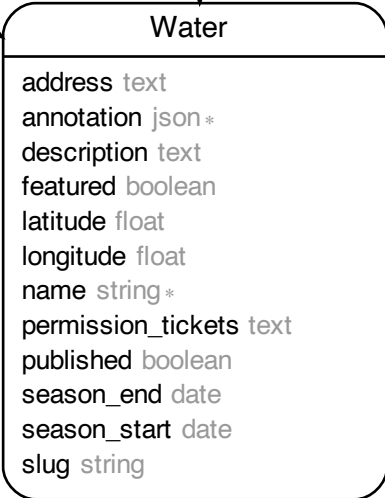 Water
address text
annotation json *
description text
featured boolean
latitude float
longitude float
name string *
permission_tickets text
published boolean
season_end date
season_start date
slug string